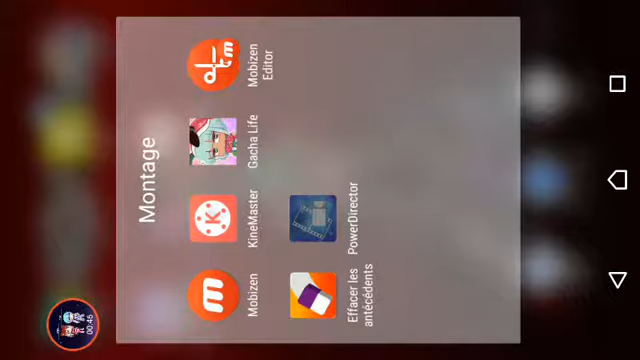 Montage
Mobizen
KineMaster
Gacha Life
Mobizen
Editor
Effacer les
antécédents
PowerDirector
00:46